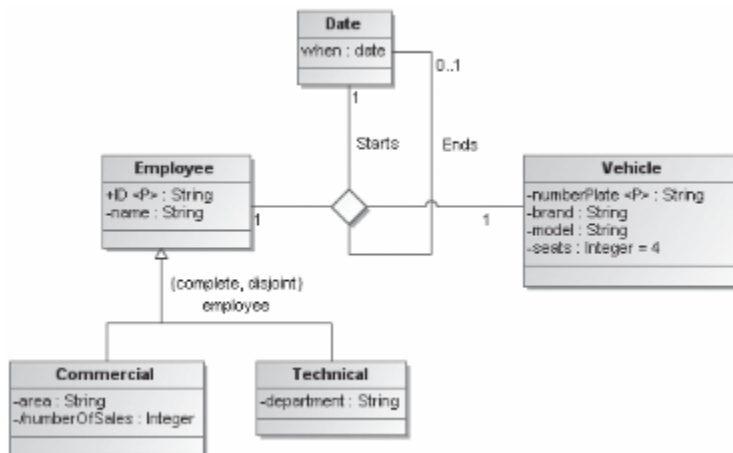 Date
when : date
0..1
1
Starts
Ends
Employee
+ID <P> : String
-name : String
1
Vehicle
-numberPlate <P> : String
-brand : String
-model : String
-seats : Integer = 4
1
{complete, disjoint}
employee
Commercial
-area : String
-/numberOfSales : Integer
Technical
-department : String